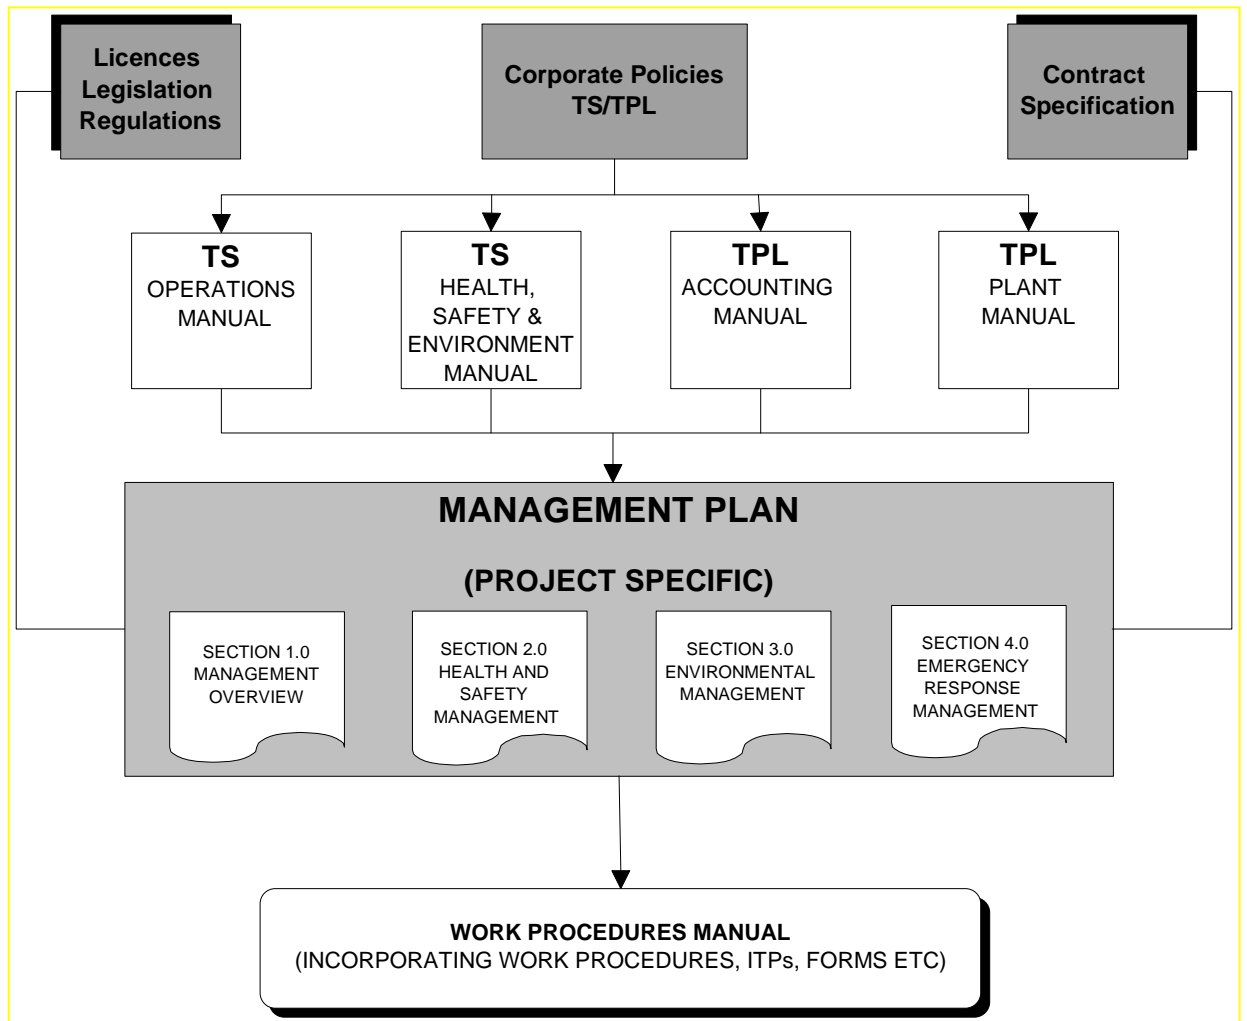 Licences
Legislation
Regulations
Corporate Policies
TS/TPL
Contract
Specification
TS
OPERATIONS
MANUAL
TS
HEALTH,
SAFETY &
ENVIRONMENT
MANUAL
TPL
ACCOUNTING
MANUAL
TPL
PLANT
MANUAL
MANAGEMENT PLAN
(PROJECT SPECIFIC)
SECTION 1.0
MANAGEMENT
OVERVIEW
SECTION 2.0
HEALTH AND
SAFETY
MANAGEMENT
SECTION 3.0
ENVIRONMENTAL
MANAGEMENT
SECTION 4.0
EMERGENCY
RESPONSE
MANAGEMENT
WORK PROCEDURES MANUAL
(INCORPORATING WORK PROCEDURES, ITPs, FORMS ETC)